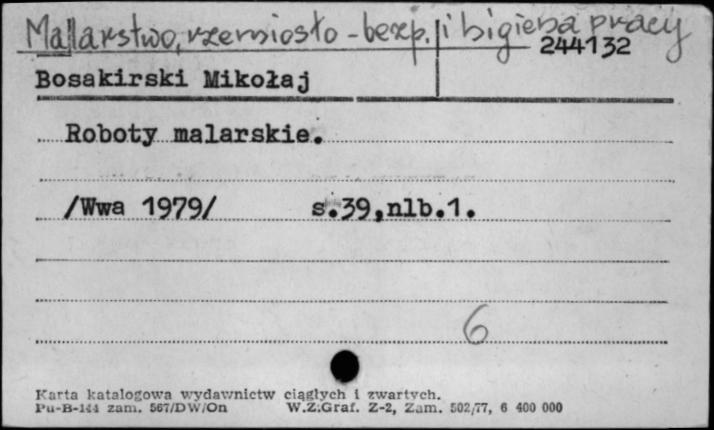 Malarstwo, rzemiosło - bezp. i higiena pracy
244132
Bosakirski Mikołaj
Roboty malarskie.
/Wwa 1979/ s.39,nlb.1.
6
Karta katalogowa wydawnictw ciągłych i zwartych.
Pu-B-144 zam. 567/DW/On W.Z.Graf. Z-2, Zam. 502/77, 6 400 000